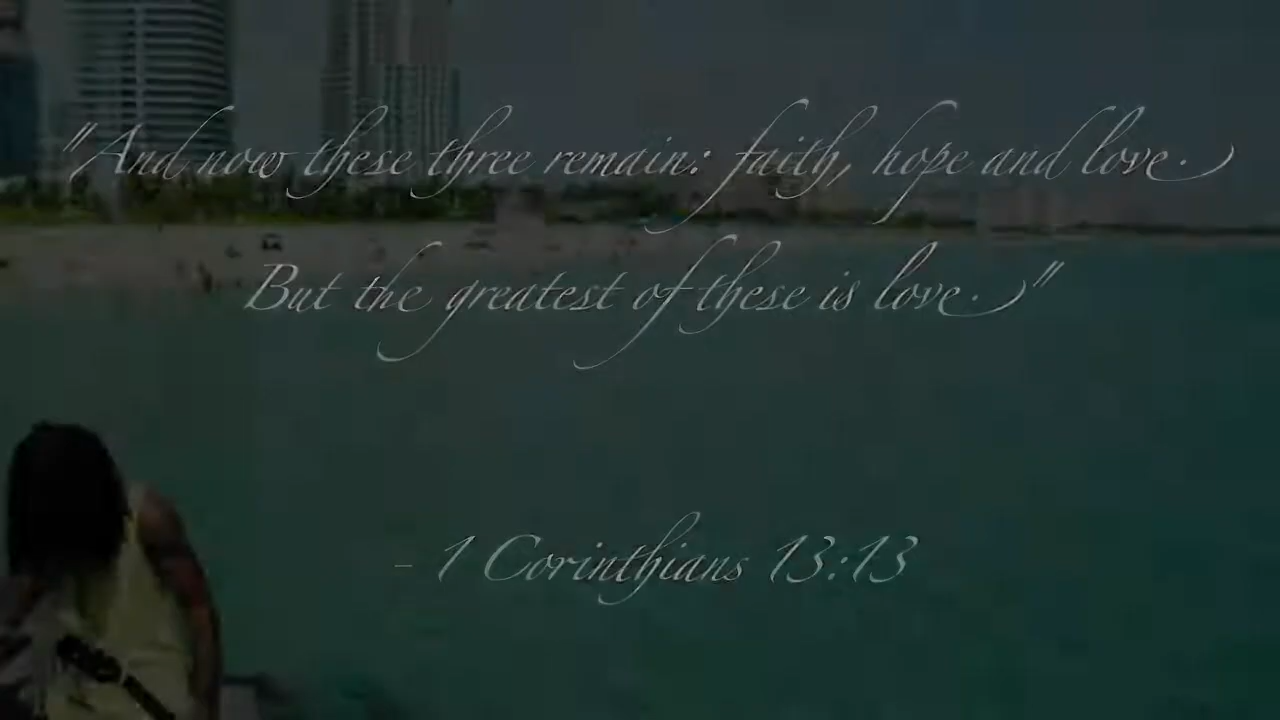 "And now these three remain: faith, hope and love.
But the greatest of these is love."
- 1 Corinthians 13:13